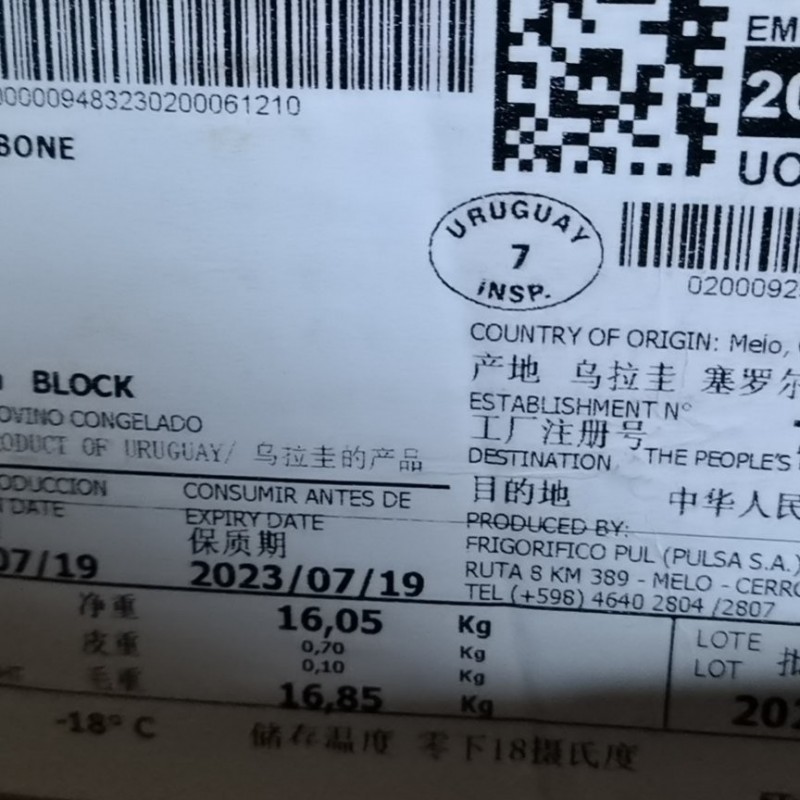 000009483230200061210
BONE
EM
20
UO
URUGUAY
7
INSP.
0200092
COUNTRY OF ORIGIN: Melo,
产地 乌拉圭 塞罗尔
BLOCK
OVINO CONGELADO
ODUCT OF URUGUAY/ 乌拉圭的产品
ESTABLISHMENT N°
工厂注册号
DESTINATION THE PEOPLE'S
目的地 中华人民
ODUCCION
DATE
CONSUMIR ANTES DE
EXPIRY DATE
保质期
07/19 2023/07/19
PRODUCED BY:
FRIGORIFICO PUL (PULSA S.A.)
RUTA 8 KM 389 - MELO - CERRO
TEL (+598) 4640 2804 /2807
净重 16,05 Kg
皮重 0,70 Kg
0,10 Kg
毛重 16,85 Kg
LOTE
LOT 批
202
-18° C 储存温度 零下18摄氏度